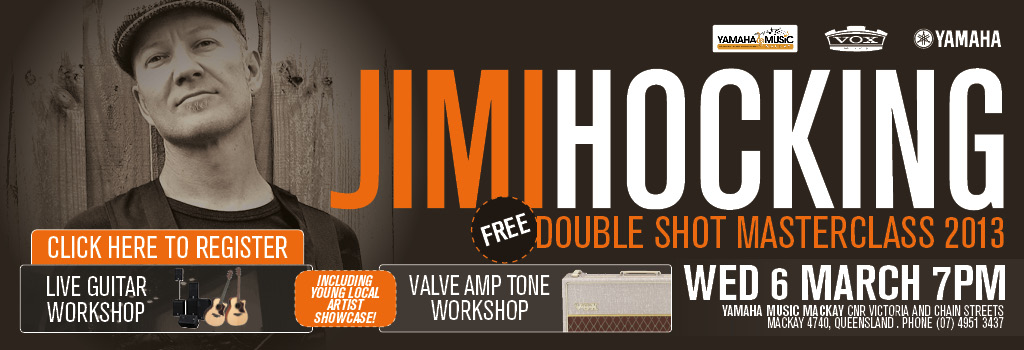 YAMAHA MUSIC
VOX
YAMAHA
JIMIHOCKING
FREE
DOUBLE SHOT MASTERCLASS 2013
CLICK HERE TO REGISTER
LIVE GUITAR
WORKSHOP
INCLUDING
YOUNG LOCAL
ARTIST
SHOWCASE!
VALVE AMP TONE
WORKSHOP
WED 6 MARCH 7PM
YAMAHA MUSIC MACKAY CNR VICTORIA AND CHAIN STREETS
MACKAY 4740, QUEENSLAND . PHONE (07) 4951 3437